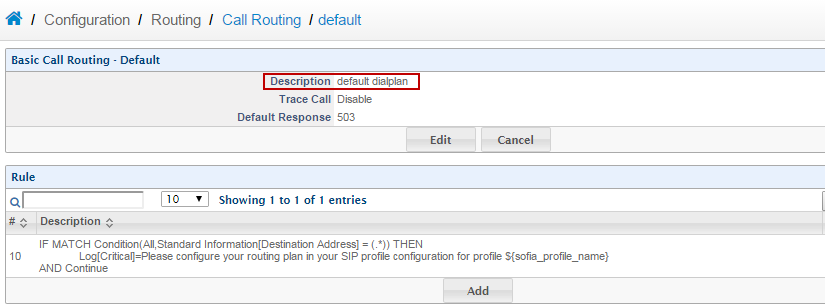 / Configuration / Routing / Call Routing / default
Basic Call Routing - Default
Description default dialplan
Trace Call Disable
Default Response 503
Edit Cancel
Rule
10 Showing 1 to 1 of 1 entries
# Description
IF MATCH Condition(All,Standard Information[Destination Address] = (.*)) THEN
10 Log[Critical]=Please configure your routing plan in your SIP profile configuration for profile ${sofia_profile_name}
AND Continue
Add